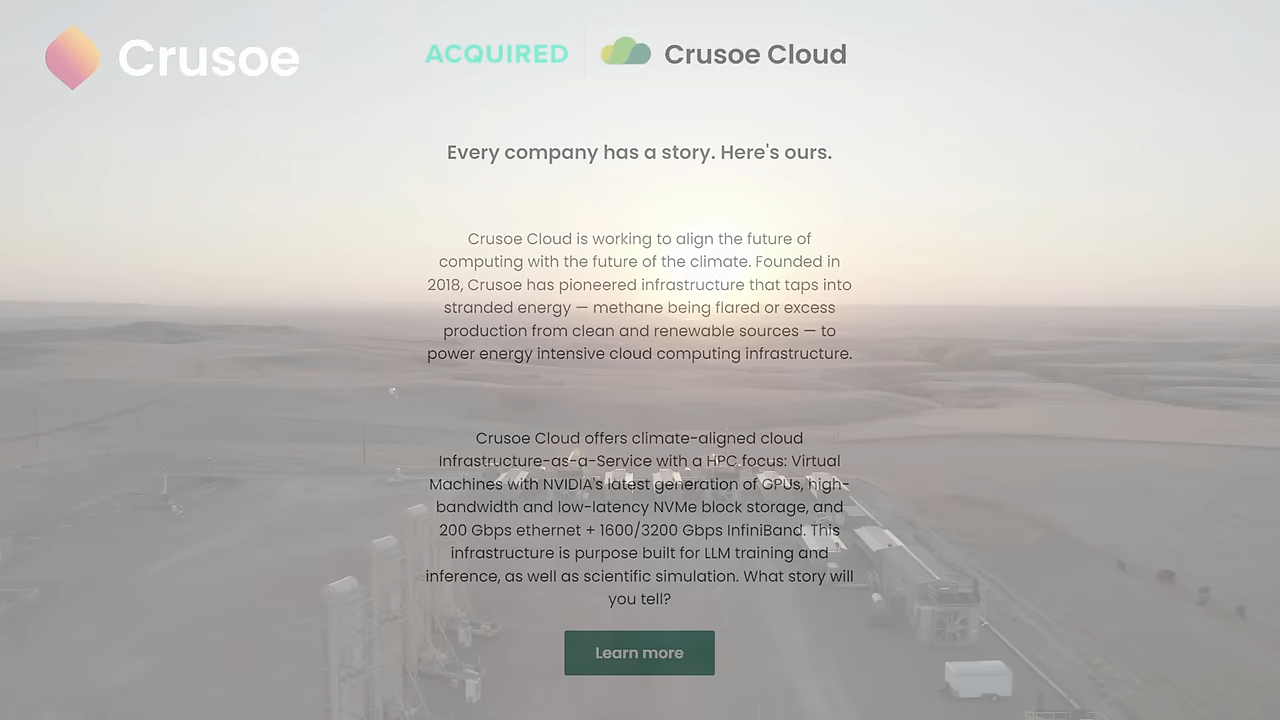 Crusoe
ACQUIRED
Crusoe Cloud
Every company has a story. Here's ours.
Crusoe Cloud is working to align the future of
computing with the future of the climate. Founded in
2018, Crusoe has pioneered infrastructure that taps into
stranded energy — methane being flared or excess
production from clean and renewable sources — to
power energy intensive cloud computing infrastructure.
Crusoe Cloud offers climate-aligned cloud
Infrastructure-as-a-Service with a HPC focus: Virtual
Machines with NVIDIA's latest generation of GPUs, high-
bandwidth and low-latency NVMe block storage, and
200 Gbps ethernet + 1600/3200 Gbps InfiniBand. This
infrastructure is purpose built for LLM training and
inference, as well as scientific simulation. What story will
you tell?
Learn more